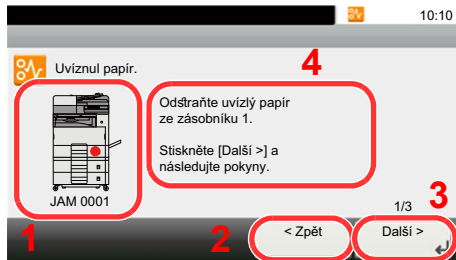 10:10
Uvíznul papír.
4
Odstraňte uvízlý papír
ze zásobníku 1.
Stiskněte [Další >] a
následujte pokyny.
JAM 0001
1/3
3
1
2
< Zpět
Další >